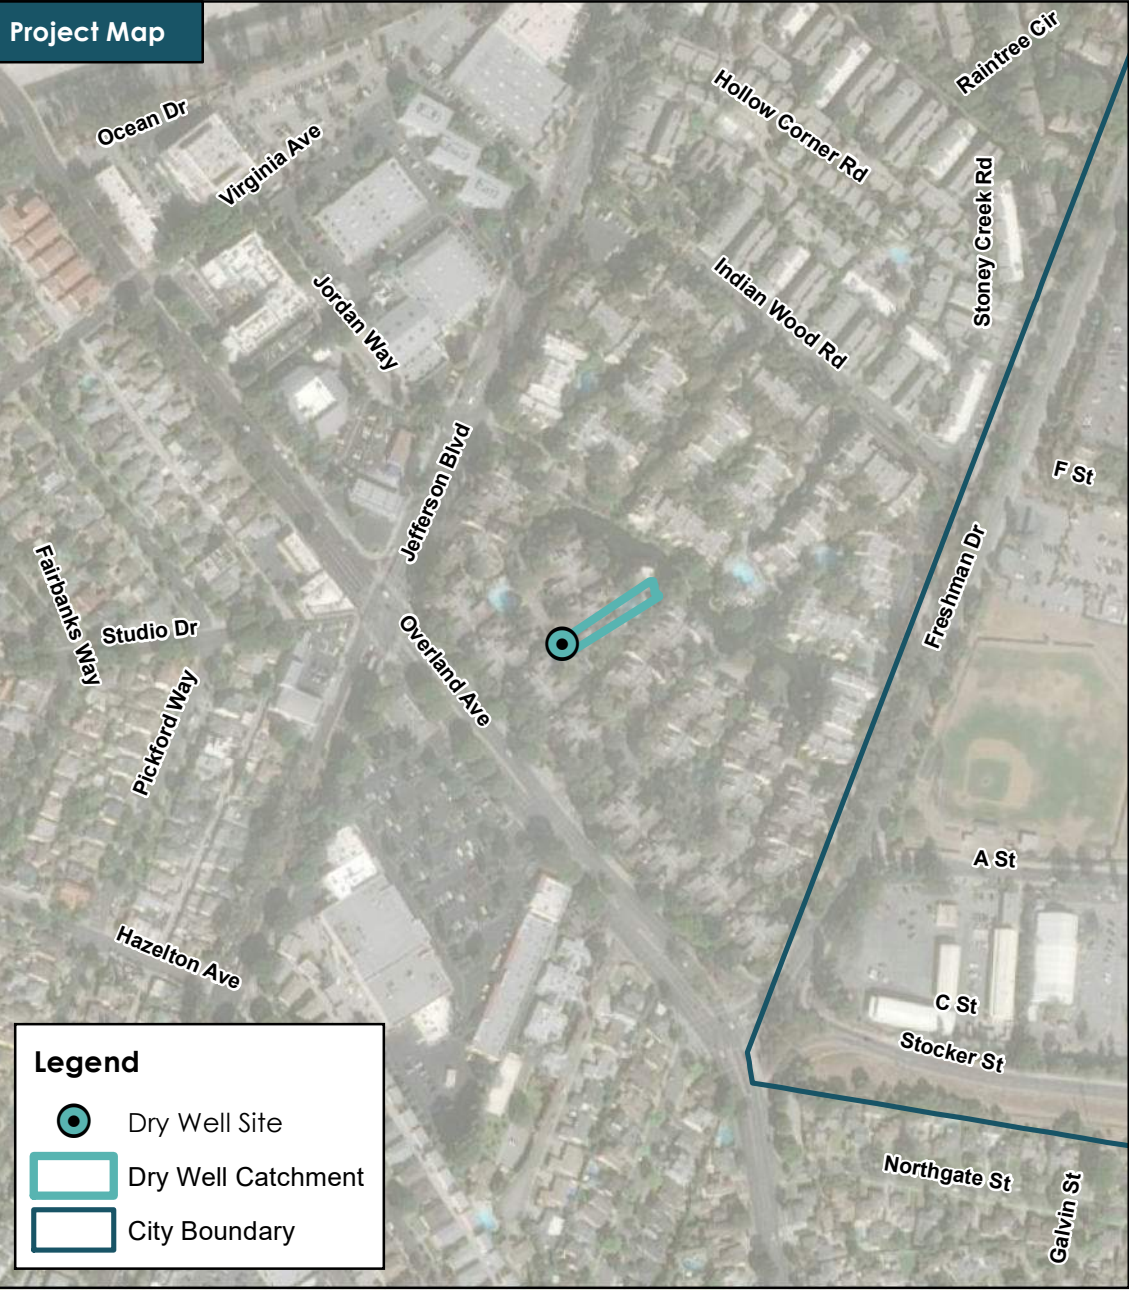 Project Map
Raintree Cir
Ocean Dr
Hollow Corner Rd
Virginia Ave
Stoney Creek Rd
Jordan Way
Indian Wood Rd
Jefferson Blvd
F St
Fairbanks Way
Freshman Dr
Studio Dr
Overland Ave
Pickford Way
A St
Hazelton Ave
C St
Stocker St
Northgate St
Galvin St
Legend
Dry Well Site
Dry Well Catchment
City Boundary